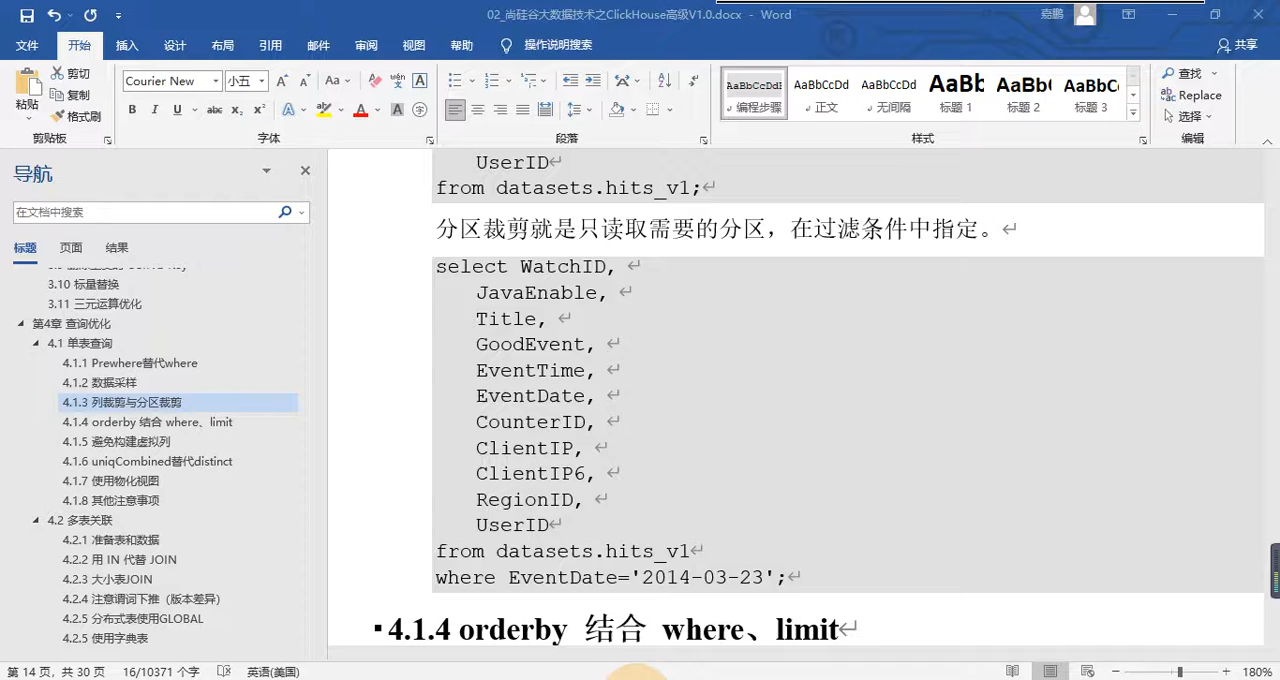 02_尚硅谷大数据技术之ClickHouse高级V1.0.docx - Word
嘉鹏
文件 开始 插入 设计 布局 引用 邮件 审阅 视图 帮助 操作说明搜索 共享
粘贴 剪切 复制 格式刷 剪贴板
Courier New 小五 字体
段落
AaBbCcDd AaBbCcDd AaBbCcDd AaBb AaBb( AaBbC
编程步骤 正文 无间隔 标题 1 标题 2 标题 3
样式
查找 Replace 选择 编辑
导航
在文档中搜索
标题 页面 结果
3.10 标量替换
3.11 三元运算优化
第4章 查询优化
4.1 单表查询
4.1.1 Prewhere替代where
4.1.2 数据采样
4.1.3 列裁剪与分区裁剪
4.1.4 orderby 结合 where、limit
4.1.5 避免构建虚拟列
4.1.6 uniqCombined替代distinct
4.1.7 使用物化视图
4.1.8 其他注意事项
4.2 多表关联
4.2.1 准备表和数据
4.2.2 用 IN 代替 JOIN
4.2.3 大小表JOIN
4.2.4 注意谓词下推（版本差异）
4.2.5 分布式表使用GLOBAL
4.2.5 使用字典表
UserID
from datasets.hits_v1;
分区裁剪就是只读取需要的分区，在过滤条件中指定。
select WatchID,
JavaEnable,
Title,
GoodEvent,
EventTime,
EventDate,
CounterID,
ClientIP,
ClientIP6,
RegionID,
UserID
from datasets.hits_v1
where EventDate='2014-03-23';
4.1.4 orderby 结合 where、limit
第 14 页，共 30 页 16/10371 个字 英语(美国) 180%